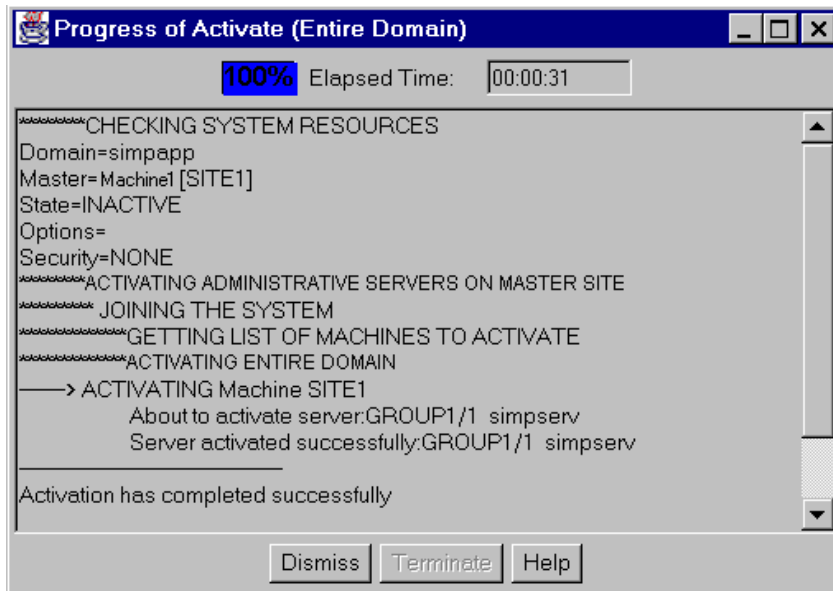 Progress of Activate (Entire Domain)
100% Elapsed Time: 00:00:31
**********CHECKING SYSTEM RESOURCES
Domain=simpapp
Master=Machine1 [SITE1]
State=INACTIVE
Options=
Security=NONE
**********ACTIVATING ADMINISTRATIVE SERVERS ON MASTER SITE
*********** JOINING THE SYSTEM
****************GETTING LIST OF MACHINES TO ACTIVATE
****************ACTIVATING ENTIRE DOMAIN
----> ACTIVATING Machine SITE1
About to activate server:GROUP1/1 simpserv
Server activated successfully:GROUP1/1 simpserv
Activation has completed successfully
Dismiss Terminate Help